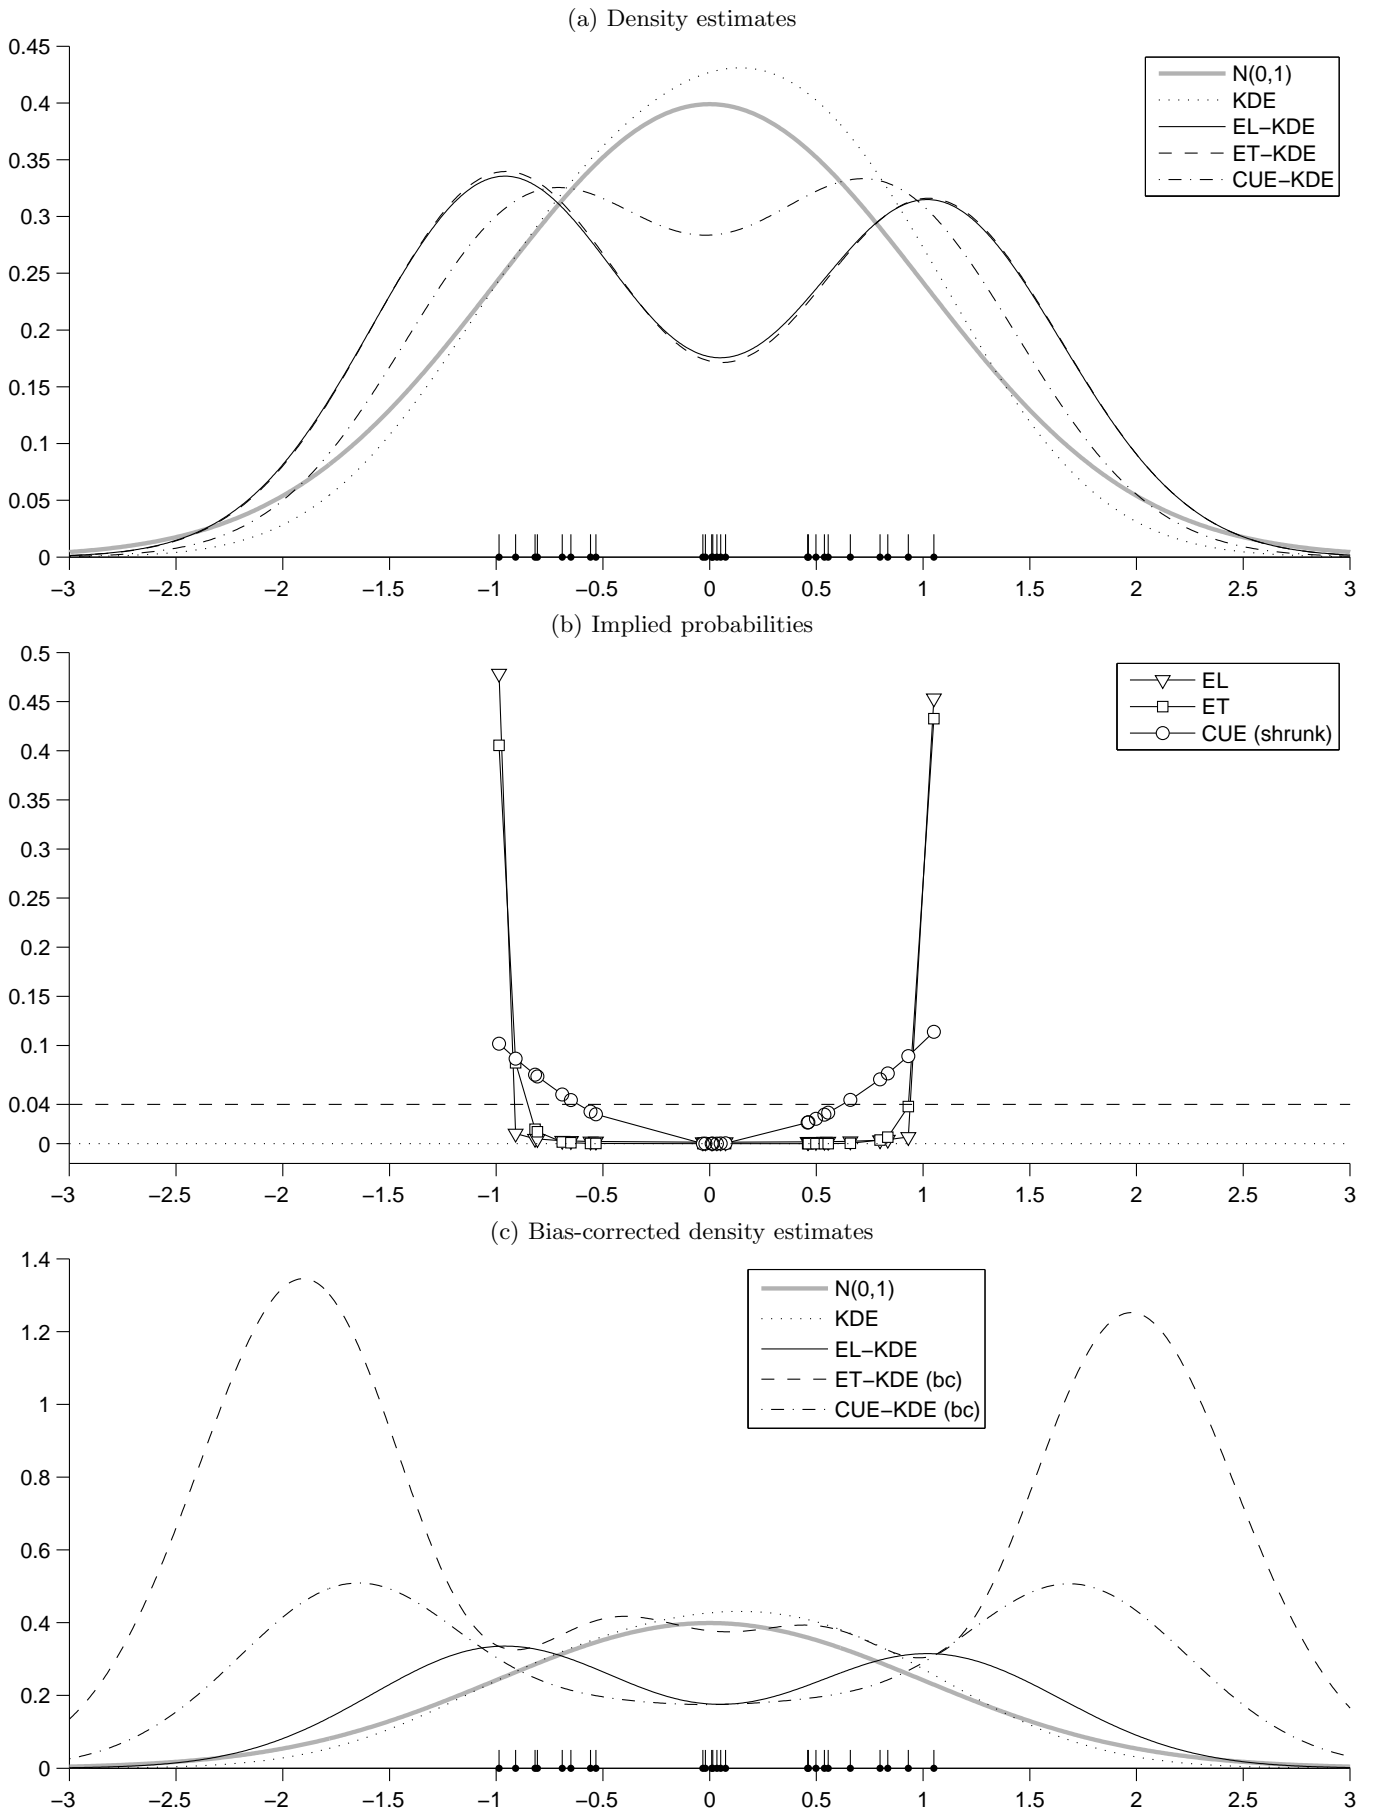 (a) Density estimates
0.45
0.4
0.35
0.3
0.25
0.2
0.15
0.1
0.05
0
N(0,1)
KDE
EL−KDE
ET−KDE
CUE−KDE
−3 −2.5 −2 −1.5 −1 −0.5 0 0.5 1 1.5 2 2.5 3
(b) Implied probabilities
0.5
0.45
0.4
0.35
0.3
0.25
0.2
0.15
0.1
0.04
0
EL
ET
CUE (shrunk)
−3 −2.5 −2 −1.5 −1 −0.5 0 0.5 1 1.5 2 2.5 3
(c) Bias-corrected density estimates
1.4
1.2
1
0.8
0.6
0.4
0.2
0
N(0,1)
KDE
EL−KDE
ET−KDE (bc)
CUE−KDE (bc)
−3 −2.5 −2 −1.5 −1 −0.5 0 0.5 1 1.5 2 2.5 3